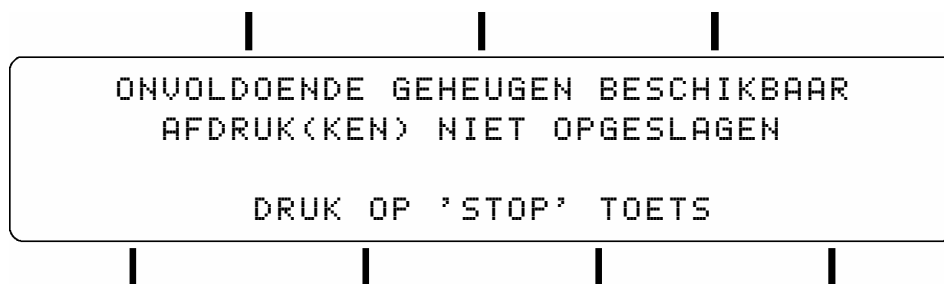 ONVOLDOENDE GEHEUGEN BESCHIKBAAR
AFDRUK(KEN) NIET OPGESLAGEN
DRUK OP 'STOP' TOETS